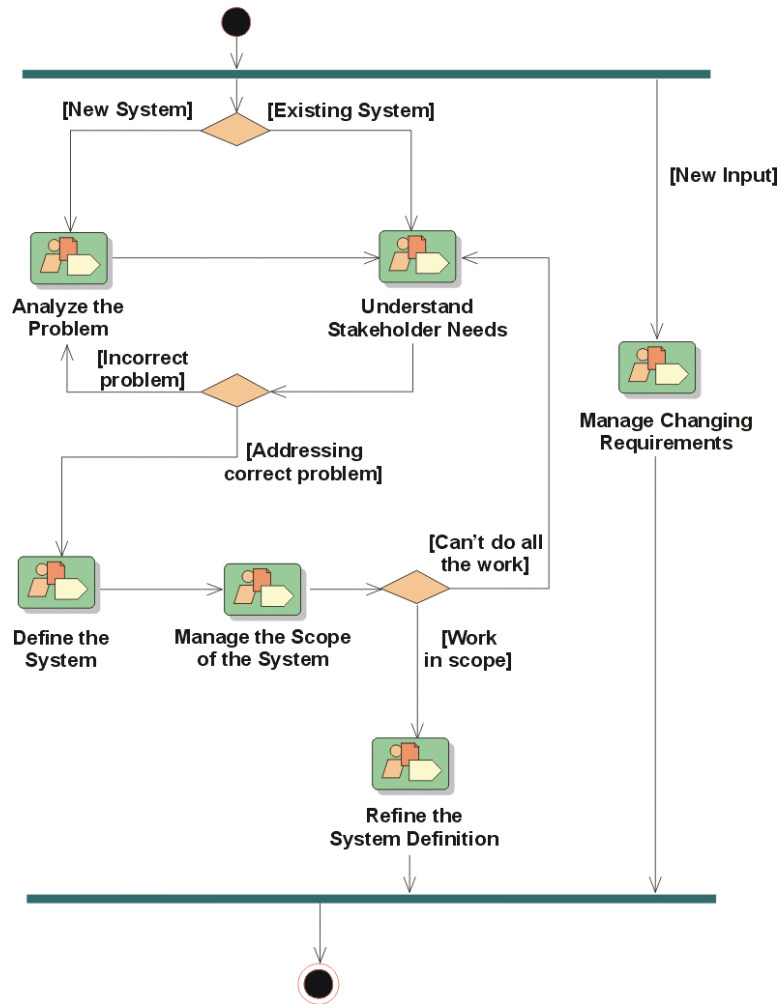 [New System]
[Existing System]
[New Input]
Analyze the
Problem
Understand
Stakeholder Needs
[Incorrect
problem]
Manage Changing
Requirements
[Addressing
correct problem]
[Can’t do all
the work]
Define the
System
Manage the Scope
of the System
[Work
in scope]
Refine the
System Definition